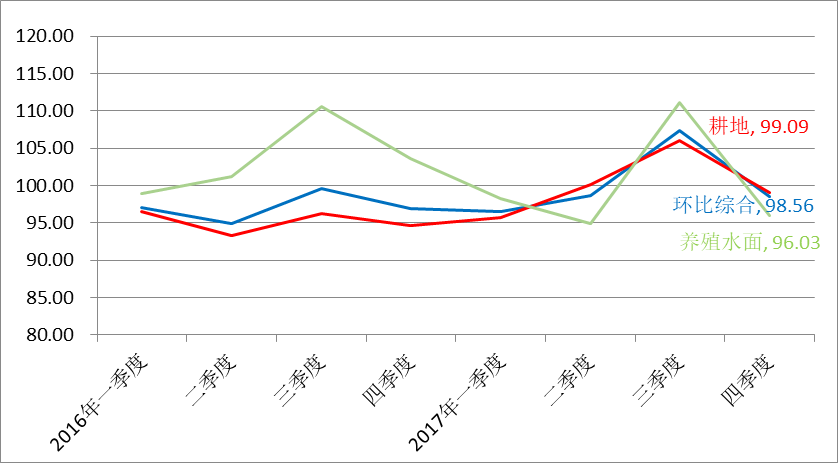 120.00
115.00
110.00
105.00
100.00
95.00
90.00
85.00
80.00
耕地, 99.09
环比综合, 98.56
养殖水面, 96.03
2016年一季度
二季度
三季度
四季度
2017年一季度
二季度
三季度
四季度